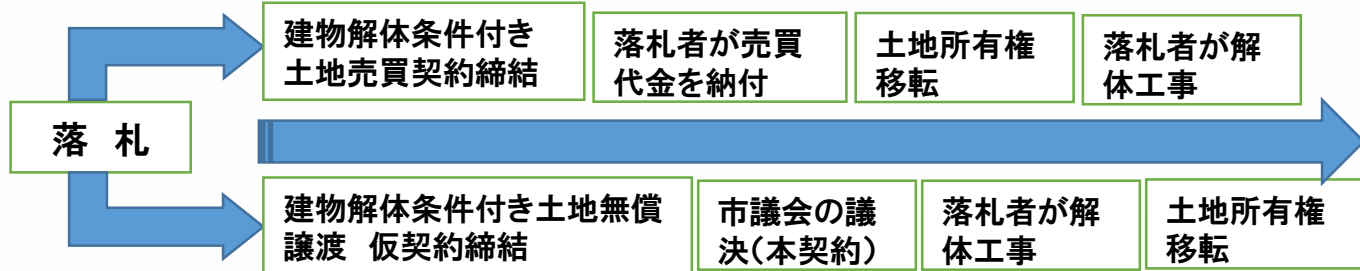 建物解体条件付き
土地売買契約締結
落札者が売買
代金を納付
土地所有権
移転
落札者が解
体工事
落　札
建物解体条件付き土地無償
譲渡　仮契約締結
市議会の議
決(本契約)
落札者が解
体工事
土地所有権
移転